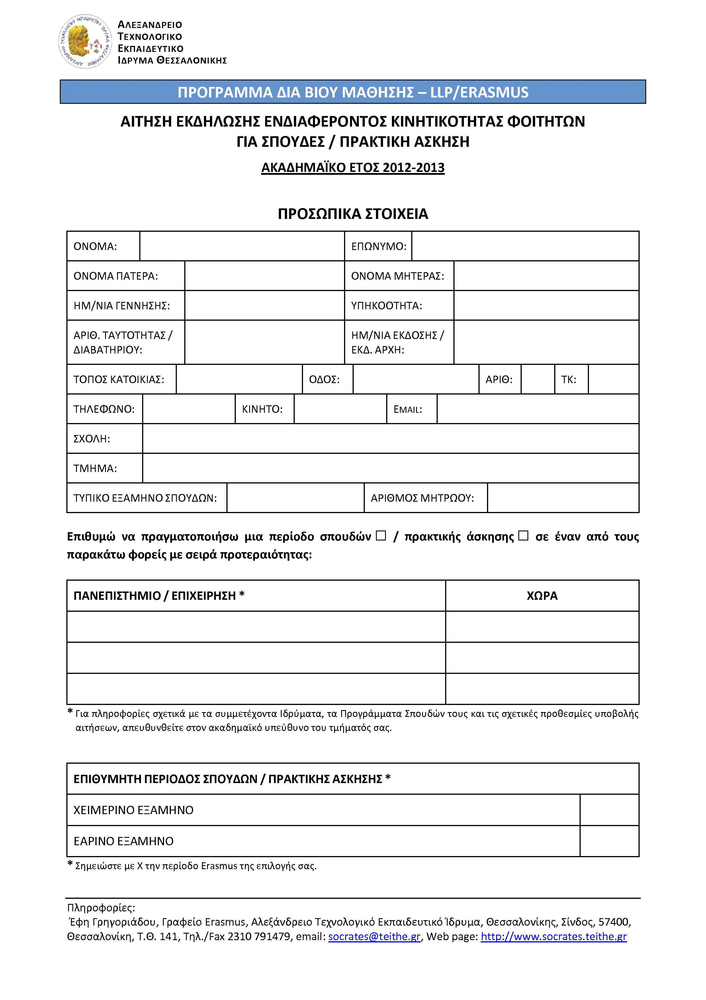 ΑΛΕΞΑΝΔΡΕΙΟ
ΤΕΧΝΟΛΟΓΙΚΟ
ΕΚΠΑΙΔΕΥΤΙΚΟ
ΙΔΡΥΜΑ ΘΕΣΣΑΛΟΝΙΚΗΣ
ΑΛΕΞΑΝΔΡΕΙΟ ΤΕΧΝΟΛΟΓΙΚΟ ΕΚΠΑΙΔΕΥΤΙΚΟ ΙΔΡΥΜΑ ΘΕΣΣΑΛΟΝΙΚΗΣ
ΠΡΟΓΡΑΜΜΑ ΔΙΑ ΒΙΟΥ ΜΑΘΗΣΗΣ – LLP/ERASMUS
ΑΙΤΗΣΗ ΕΚΔΗΛΩΣΗΣ ΕΝΔΙΑΦΕΡΟΝΤΟΣ ΚΙΝΗΤΙΚΟΤΗΤΑΣ ΦΟΙΤΗΤΩΝ
ΓΙΑ ΣΠΟΥΔΕΣ / ΠΡΑΚΤΙΚΗ ΑΣΚΗΣΗ
ΑΚΑΔΗΜΑΪΚΟ ΕΤΟΣ 2012-2013
ΠΡΟΣΩΠΙΚΑ ΣΤΟΙΧΕΙΑ
ΟΝΟΜΑ: ΕΠΩΝΥΜΟ:
ΟΝΟΜΑ ΠΑΤΕΡΑ: ΟΝΟΜΑ ΜΗΤΕΡΑΣ:
ΗΜ/ΝΙΑ ΓΕΝΝΗΣΗΣ: ΥΠΗΚΟΟΤΗΤΑ:
ΑΡΙΘ. ΤΑΥΤΟΤΗΤΑΣ / ΗΜ/ΝΙΑ ΕΚΔΟΣΗΣ /
ΔΙΑΒΑΤΗΡΙΟΥ: ΕΚΔ. ΑΡΧΗ:
ΤΟΠΟΣ ΚΑΤΟΙΚΙΑΣ: ΟΔΟΣ: ΑΡΙΘ: ΤΚ:
ΤΗΛΕΦΩΝΟ: ΚΙΝΗΤΟ: EMAIL:
ΣΧΟΛΗ:
ΤΜΗΜΑ:
ΤΥΠΙΚΟ ΕΞΑΜΗΝΟ ΣΠΟΥΔΩΝ: ΑΡΙΘΜΟΣ ΜΗΤΡΩΟΥ:
Επιθυμώ να πραγματοποιήσω μια περίοδο σπουδών ☐ / πρακτικής άσκησης ☐ σε έναν από τους
παρακάτω φορείς με σειρά προτεραιότητας:
ΠΑΝΕΠΙΣΤΗΜΙΟ / ΕΠΙΧΕΙΡΗΣΗ * ΧΩΡΑ
* Για πληροφορίες σχετικά με τα συμμετέχοντα Ιδρύματα, τα Προγράμματα Σπουδών τους και τις σχετικές προθεσμίες υποβολής
αιτήσεων, απευθυνθείτε στον ακαδημαϊκό υπεύθυνο του τμήματός σας.
ΕΠΙΘΥΜΗΤΗ ΠΕΡΙΟΔΟΣ ΣΠΟΥΔΩΝ / ΠΡΑΚΤΙΚΗΣ ΑΣΚΗΣΗΣ *
ΧΕΙΜΕΡΙΝΟ ΕΞΑΜΗΝΟ
ΕΑΡΙΝΟ ΕΞΑΜΗΝΟ
* Σημειώστε με Χ την περίοδο Erasmus της επιλογής σας.
Πληροφορίες:
Έφη Γρηγοριάδου, Γραφείο Erasmus, Αλεξάνδρειο Τεχνολογικό Εκπαιδευτικό Ίδρυμα, Θεσσαλονίκης, Σίνδος, 57400,
Θεσσαλονίκη, Τ.Θ. 141, Τηλ./Fax 2310 791479, email: socrates@teithe.gr, Web page: http://www.socrates.teithe.gr